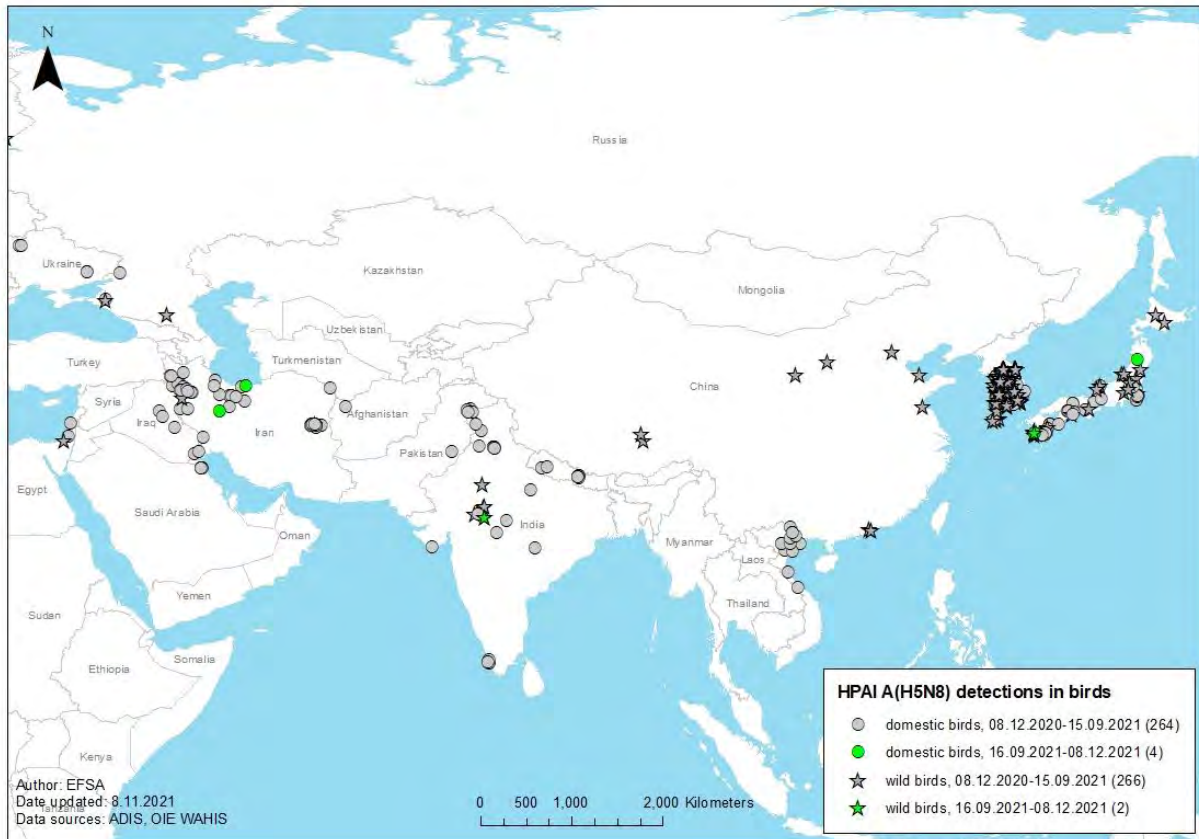 N
Russia
Ukraine
Kazakhstan
Mongolia
Uzbekistan
Turkey
Turkmenistan
China
Syria
Afghanistan
Iraq
Iran
Pakistan
Egypt
Saudi Arabia
India
Oman
Myanmar
Laos
Yemen
Thailand
Sudan
Ethiopia
Somalia
Kenya
Tanzania
HPAI A(H5N8) detections in birds
domestic birds, 08.12.2020-15.09.2021 (264)
domestic birds, 16.09.2021-08.12.2021 (4)
wild birds, 08.12.2020-15.09.2021 (266)
wild birds, 16.09.2021-08.12.2021 (2)
Author: EFSA
Date updated: 8.11.2021
Data sources: ADIS, OIE WAHIS
0 500 1,000 2,000 Kilometers